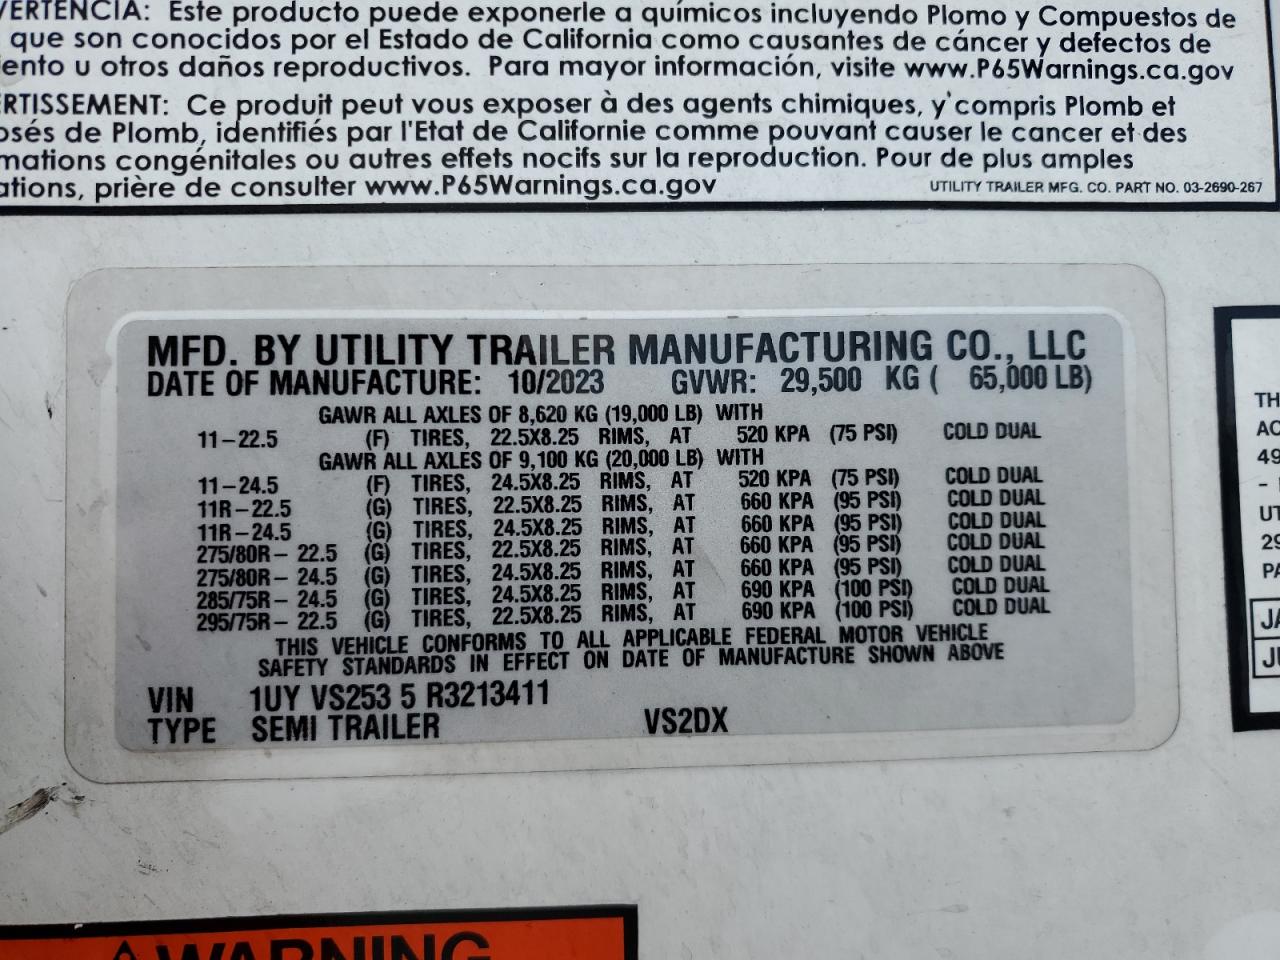 VERTENCIA: Este producto puede exponerle a químicos incluyendo Plomo y Compuestos de
que son conocidos por el Estado de California como causantes de cáncer y defectos de
iento u otros daños reproductivos. Para mayor información, visite www.P65Warnings.ca.gov
RTISSEMENT: Ce produit peut vous exposer à des agents chimiques, y compris Plomb et
osés de Plomb, identifiés par l'Etat de Californie comme pouvant causer le cancer et des
mations congénitales ou autres effets nocifs sur la reproduction. Pour de plus amples
ations, prière de consulter www.P65Warnings.ca.gov
UTILITY TRAILER MFG. CO. PART NO. 03-2690-267
MFD. BY UTILITY TRAILER MANUFACTURING CO., LLC
DATE OF MANUFACTURE: 10/2023 GVWR: 29,500 KG ( 65,000 LB)
GAWR ALL AXLES OF 8,620 KG (19,000 LB) WITH
11-22.5 (F) TIRES, 22.5X8.25 RIMS, AT 520 KPA (75 PSI) COLD DUAL
GAWR ALL AXLES OF 9,100 KG (20,000 LB) WITH
11-24.5 (F) TIRES, 24.5X8.25 RIMS, AT 520 KPA (75 PSI) COLD DUAL
11R-22.5 (G) TIRES, 22.5X8.25 RIMS, AT 660 KPA (95 PSI) COLD DUAL
11R-24.5 (G) TIRES, 24.5X8.25 RIMS, AT 660 KPA (95 PSI) COLD DUAL
275/80R- 22.5 (G) TIRES, 22.5X8.25 RIMS, AT 660 KPA (95 PSI) COLD DUAL
275/80R- 24.5 (G) TIRES, 24.5X8.25 RIMS, AT 660 KPA (95 PSI) COLD DUAL
285/75R- 24.5 (G) TIRES, 24.5X8.25 RIMS, AT 690 KPA (100 PSI) COLD DUAL
295/75R- 22.5 (G) TIRES, 22.5X8.25 RIMS, AT 690 KPA (100 PSI) COLD DUAL
THIS VEHICLE CONFORMS TO ALL APPLICABLE FEDERAL MOTOR VEHICLE
SAFETY STANDARDS IN EFFECT ON DATE OF MANUFACTURE SHOWN ABOVE
VIN 1UY VS253 5 R3213411
TYPE SEMI TRAILER VS2DX
TH
AC
49
-
UT
29
PA
JA
JU
WARNING